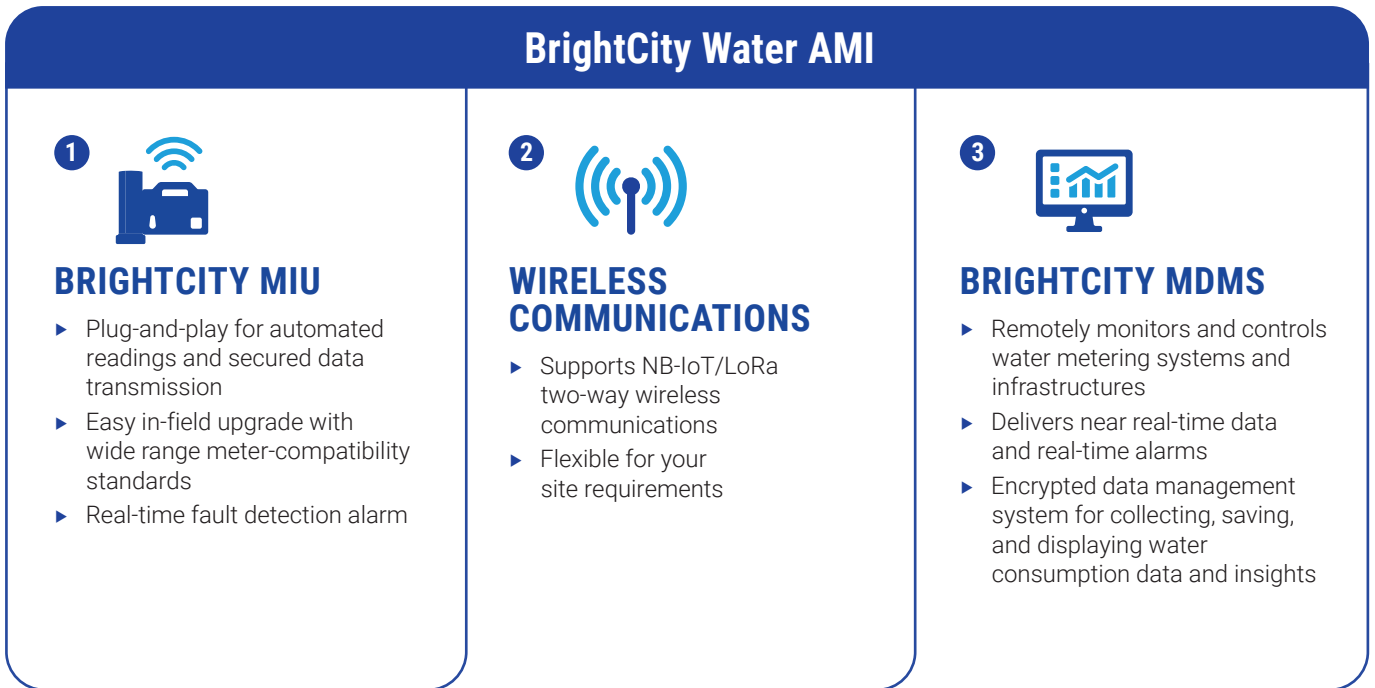 BrightCity Water AMI
1
BRIGHTCITY MIU
▶ Plug-and-play for automated
readings and secured data
transmission
▶ Easy in-field upgrade with
wide range meter-compatibility
standards
▶ Real-time fault detection alarm
2
WIRELESS
COMMUNICATIONS
▶ Supports NB-IoT/LoRa
two-way wireless
communications
▶ Flexible for your
site requirements
3
BRIGHTCITY MDMS
▶ Remotely monitors and controls
water metering systems and
infrastructures
▶ Delivers near real-time data
and real-time alarms
▶ Encrypted data management
system for collecting, saving,
and displaying water
consumption data and insights